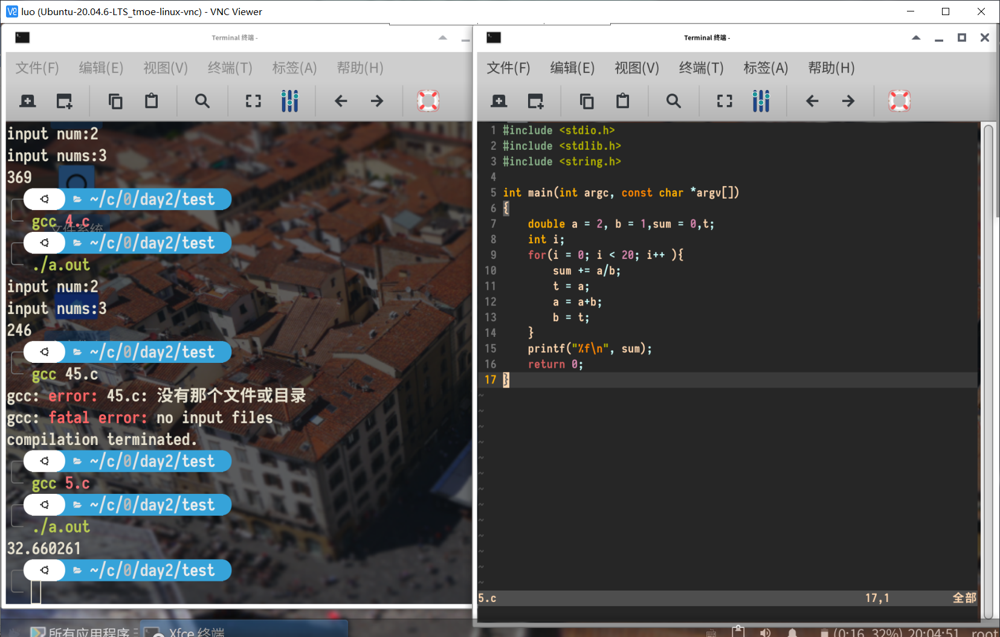 luo (Ubuntu-20.04.6-LTS_tmoe-linux-vnc) - VNC Viewer
Terminal 终端 -
文件(F) 编辑(E) 视图(V) 终端(T) 标签(A) 帮助(H)
input num:2
input nums:3
369
~/c/0/day2/test
gcc 4.c
文件系统
~/c/0/day2/test
./a.out
input num:2
input nums:3
246
~/c/0/day2/test
gcc 45.c
gcc: error: 45.c: 没有那个文件或目录
gcc: fatal error: no input files
compilation terminated.
~/c/0/day2/test
gcc 5.c
~/c/0/day2/test
./a.out
32.660261
~/c/0/day2/test
Terminal 终端 -
文件(F) 编辑(E) 视图(V) 终端(T) 标签(A) 帮助(H)
1 #include <stdio.h>
2 #include <stdlib.h>
3 #include <string.h>
4
5 int main(int argc, const char *argv[])
6 {
7     double a = 2, b = 1,sum = 0,t;
8     int i;
9     for(i = 0; i < 20; i++ ){
10         sum += a/b;
11         t = a;
12         a = a+b;
13         b = t;
14     }
15     printf("%f\n", sum);
16     return 0;
17 }
~
~
~
~
~
~
~
~
~
~
~
~
~
5.c 17,1 全部
所有应用程序 Xfce 终端 (0:16, 32%) 20:04:51 root